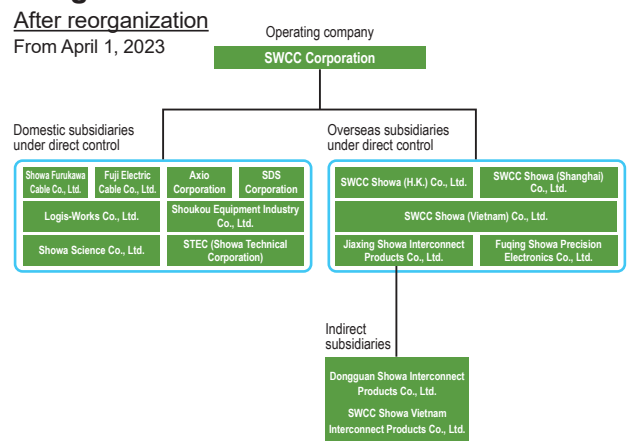 After reorganization
From April 1, 2023
Operating company
SWCC Corporation
Domestic subsidiaries
under direct control
Showa Furukawa
Cable Co., Ltd.
Fuji Electric
Cable Co., Ltd.
Axio
Corporation
SDS
Corporation
Logis-Works Co., Ltd.
Shoukou Equipment Industry
Co., Ltd.
Showa Science Co., Ltd.
STEC (Showa Technical
Corporation)
Overseas subsidiaries
under direct control
SWCC Showa (H.K.) Co., Ltd.
SWCC Showa (Shanghai)
Co., Ltd.
SWCC Showa (Vietnam) Co., Ltd.
Jiaxing Showa Interconnect
Products Co., Ltd.
Fuqing Showa Precision
Electronics Co., Ltd.
Indirect
subsidiaries
Dongguan Showa Interconnect
Products Co., Ltd.
SWCC Showa Vietnam
Interconnect Products Co., Ltd.